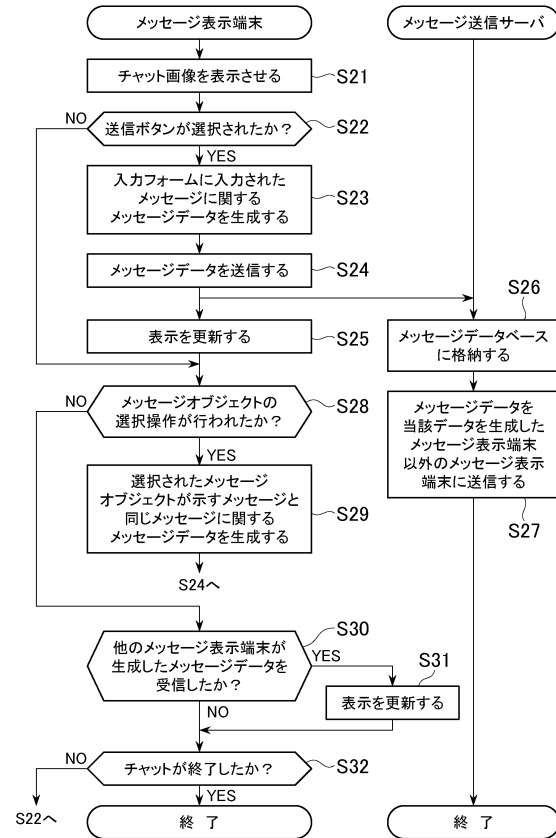 メッセージ表示端末
メッセージ送信サーバ
チャット画像を表示させる
S21
NO
送信ボタンが選択されたか？
S22
YES
入力フォームに入力された
メッセージに関する
メッセージデータを生成する
S23
メッセージデータを送信する
S24
表示を更新する
S25
S26
メッセージデータベース
に格納する
NO
メッセージオブジェクトの
選択操作が行われたか？
S28
YES
メッセージデータを
当該データを生成した
メッセージ表示端末
以外のメッセージ表示
端末に送信する
S27
選択されたメッセージ
オブジェクトが示すメッセージと
同じメッセージに関する
メッセージデータを生成する
S29
S24へ
S30
他のメッセージ表示端末が
生成したメッセージデータを
受信したか？
YES
S31
表示を更新する
NO
NO
チャットが終了したか？
S32
YES
S22へ
終 了
終 了